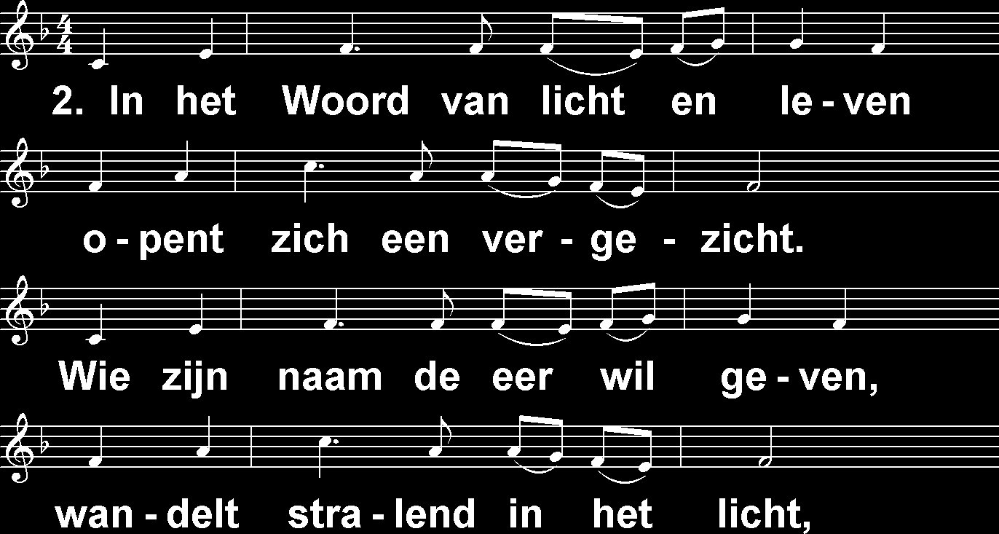 2. In het Woord van licht en le - ven
o - pent zich een ver - ge - zicht.
Wie zijn naam de eer wil ge - ven,
wan - delt stra - lend in het licht,